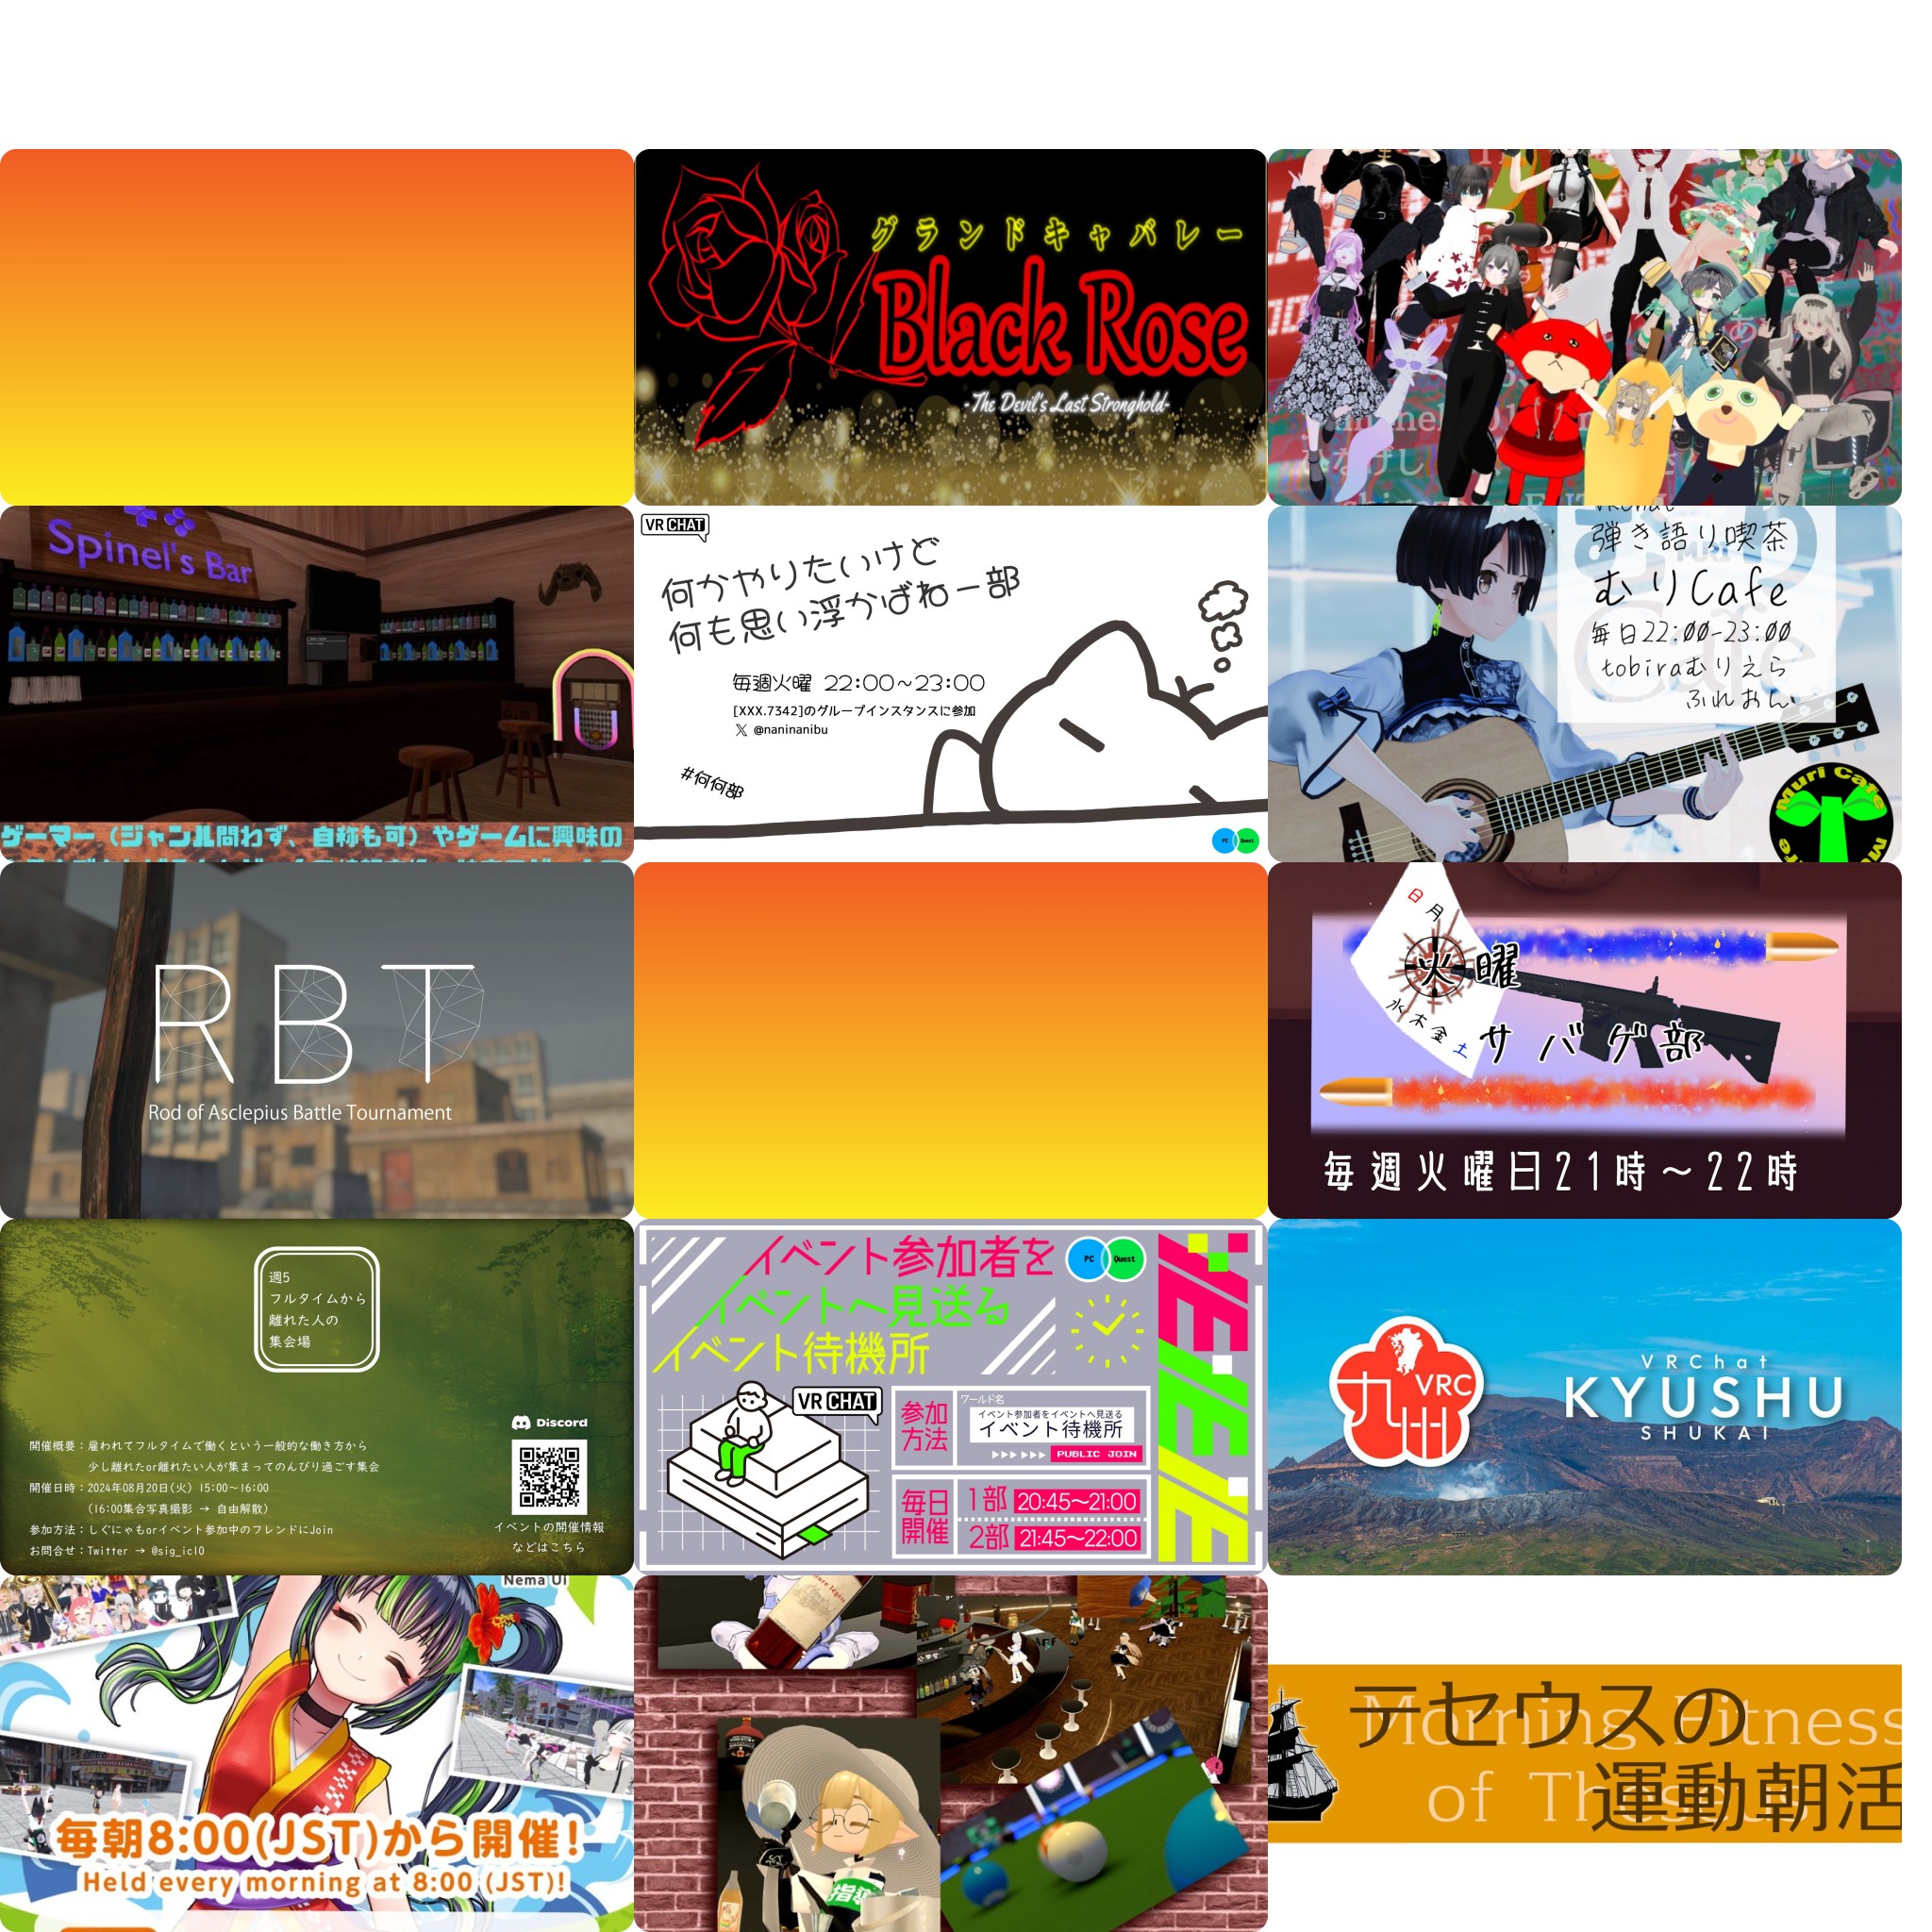 グランドキャバレー
Black Rose
-The Devil's Last Stronghold-
Spinel's Bar
ゲーマー（ジャンル問わず、自称も可）やゲームに興味の
VRCHAT
何かやりたいけど
何も思い浮かばねー部
毎週火曜 22:00~23:00
[XXX.7342]のグループインスタンスに参加
@naninanibu
#何何部
PC Quest
弾き語り喫茶
むりCafe
毎日22:00-23:00
tobiraむりえら
ふれおん
Muri Cafe
RBT
Rod of Asclepius Battle Tournament
日
月
火曜
水木金土
サバゲ部
毎週火曜日21時～22時
週5
フルタイムから
離れた人の
集会場
Discord
開催概要：雇われてフルタイムで働くという一般的な働き方から
少し離れたor離れたい人が集まってのんびり過ごす集会
開催日時：2024年08月20日(火) 15:00~16:00
(16:00集合写真撮影 → 自由解散)
参加方法：しぐにゃもorイベント参加中のフレンドにJoin
お問合せ：Twitter → @sig_ic10
イベントの開催情報
などはこちら
イベント参加者を
イベントへ見送る
イベント待機所
PC Quest
VRCHAT
参加
方法
ワールド名
イベント参加者をイベントへ見送る
イベント待機所
PUBLIC JOIN
毎日
開催
1部 20:45~21:00
2部 21:45~22:00
九州
VRC
VRChat
KYUSHU
SHUKAI
Nema Ui
毎朝8:00(JST)から開催!
Held every morning at 8:00 (JST)!
指導
テセウスの
運動朝活
Morning Fitness
of